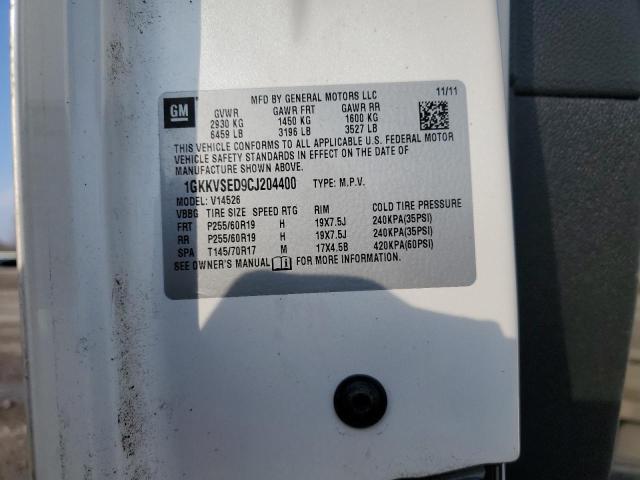 GM
MFD BY GENERAL MOTORS LLC 11/11
GVWR GAWR FRT GAWR RR
2930 KG 1450 KG 1600 KG
6459 LB 3196 LB 3527 LB
THIS VEHICLE CONFORMS TO ALL APPLICABLE U.S. FEDERAL MOTOR
VEHICLE SAFETY STANDARDS IN EFFECT ON THE DATE OF
MANUFACTURE SHOWN ABOVE.
1GKKVSED9CJ204400 TYPE: M.P.V.
MODEL: V14526
VBBG TIRE SIZE SPEED RTG RIM COLD TIRE PRESSURE
FRT P255/60R19 H 19X7.5J 240KPA(35PSI)
RR P255/60R19 H 19X7.5J 240KPA(35PSI)
SPA T145/70R17 M 17X4.5B 420KPA(60PSI)
SEE OWNER'S MANUAL FOR MORE INFORMATION.